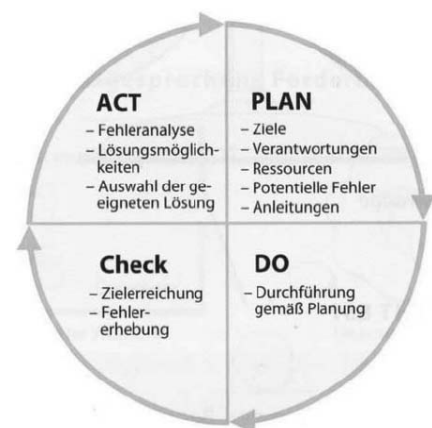 ACT
– Fehleranalyse
– Lösungsmöglich-
keiten
– Auswahl der ge-
eigneten Lösung
PLAN
– Ziele
– Verantwortungen
– Ressourcen
– Potentielle Fehler
– Anleitungen
Check
– Zielerreichung
– Fehler-
erhebung
DO
– Durchführung
gemäß Planung